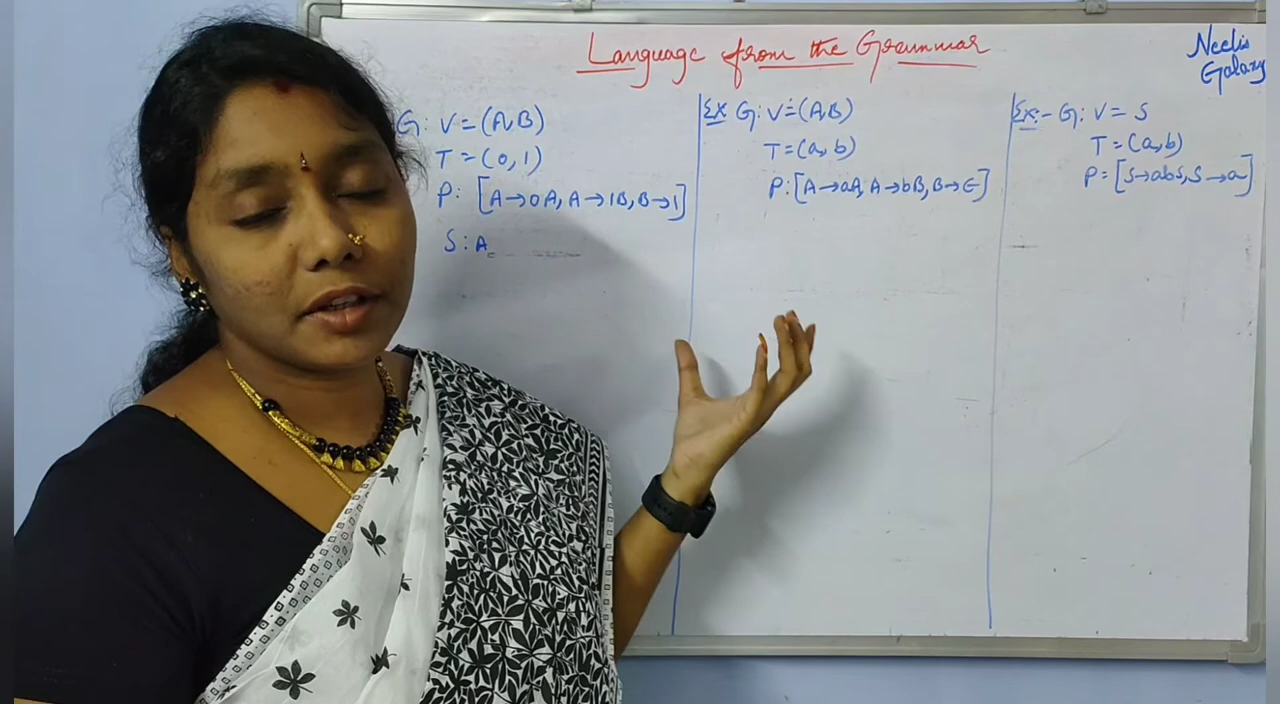 Language from the Grammar
Neelis
Galaxy
G: V = (A,B)
T = (0, 1)
P: [A→0A, A→1B, B→1]
S: A
Ex G: V = (A,B)
T = (a, b)
P: [A→aA, A→bB, B→ϵ]
Ex:- G: V = S
T = (a, b)
P = [S→abS, S→a]